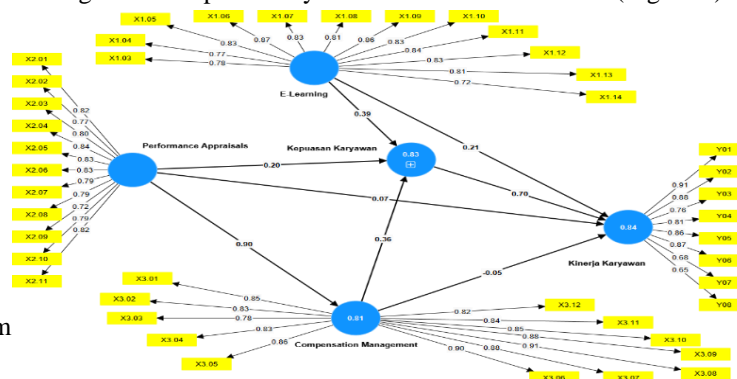 X1.05
X1.06
X1.07
X1.08
X1.09
X1.10
X1.04
X1.03
X1.11
X1.12
X1.13
X1.14
0.83
0.87
0.83
0.81
0.86
0.83
0.77
0.78
0.84
0.83
0.81
0.72
E-Learning
X2.01
X2.02
X2.03
X2.04
X2.05
X2.06
X2.07
X2.08
X2.09
X2.10
X2.11
0.82
0.77
0.80
0.84
0.83
0.83
0.79
0.79
0.72
0.79
0.82
Performance Appraisals
Kepuasan Karyawan
0.83
0.39
0.21
0.20
0.07
0.70
0.90
0.36
-0.05
Y01
Y02
Y03
Y04
Y05
Y06
Y07
Y08
0.91
0.88
0.76
0.81
0.86
0.87
0.68
0.65
0.84
Kinerja Karyawan
X3.01
X3.02
X3.03
X3.04
X3.05
0.85
0.83
0.78
0.83
0.86
0.81
Compensation Management
X3.12
X3.11
X3.10
X3.09
X3.08
X3.07
X3.06
0.82
0.84
0.85
0.88
0.91
0.90
m